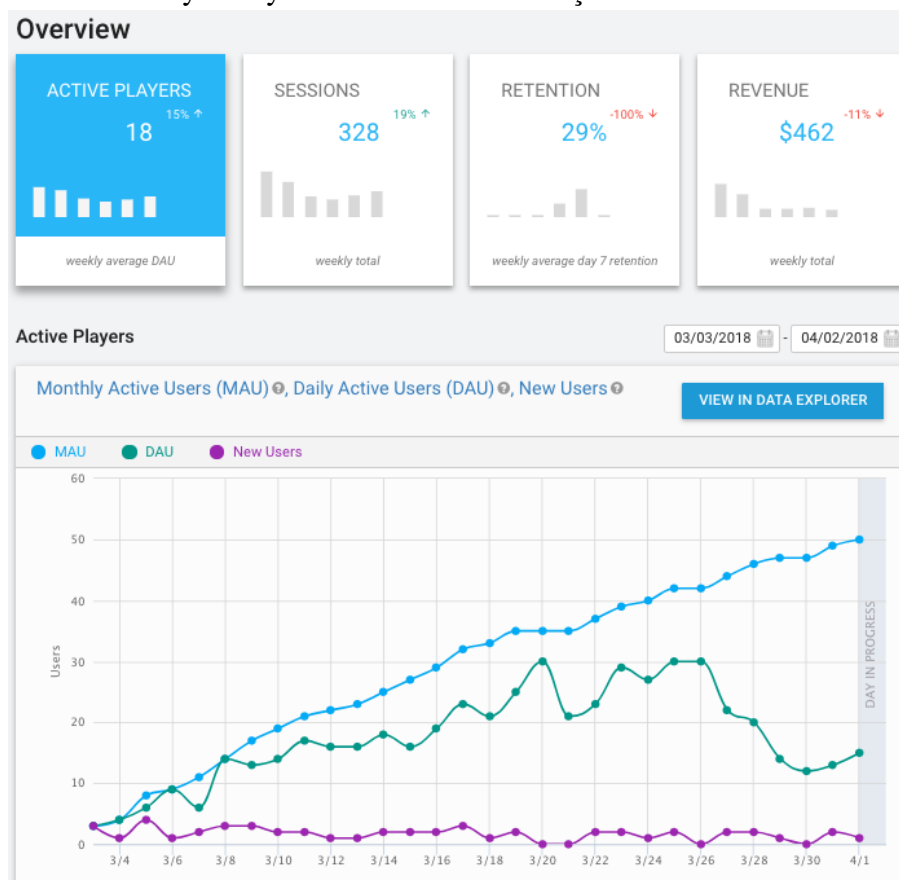 Overview
ACTIVE PLAYERS
15% ↑
18
weekly average DAU
SESSIONS
19% ↑
328
weekly total
RETENTION
-100% ↓
29%
weekly average day 7 retention
REVENUE
-11% ↓
$462
weekly total
Active Players
03/03/2018 - 04/02/2018
Monthly Active Users (MAU) , Daily Active Users (DAU) , New Users
VIEW IN DATA EXPLORER
MAU DAU New Users
60
50
40
30
20
10
0
Users
DAY IN PROGRESS
3/4 3/6 3/8 3/10 3/12 3/14 3/16 3/18 3/20 3/22 3/24 3/26 3/28 3/30 4/1